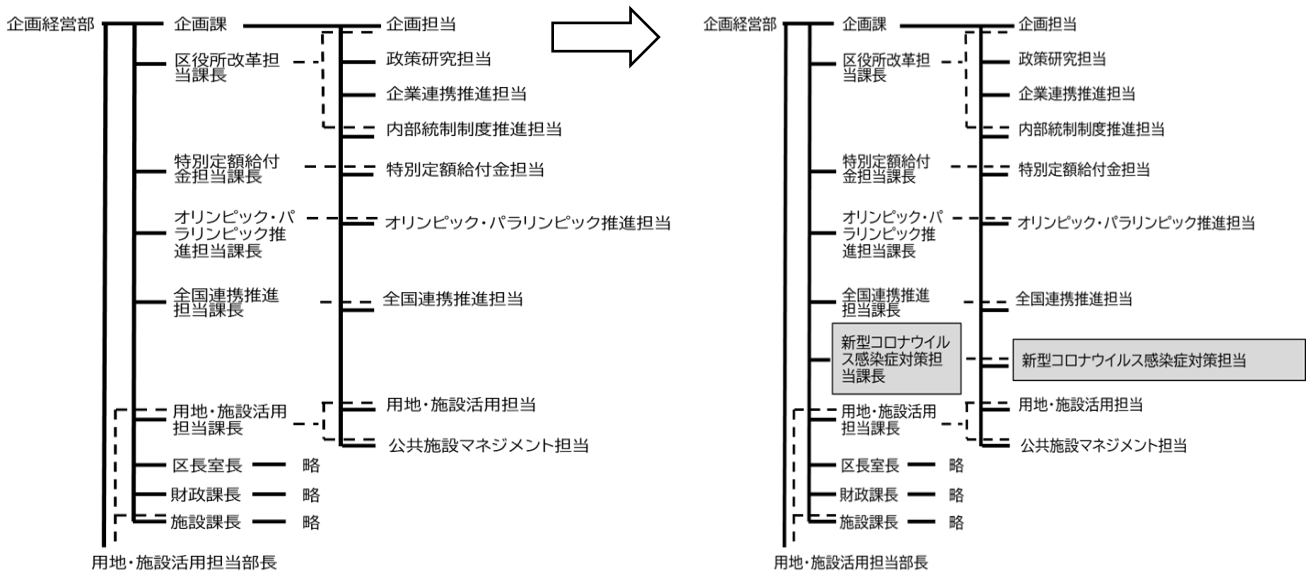 企画経営部
企画課
企画担当
区役所改革担
当課長
政策研究担当
企業連携推進担当
内部統制制度推進担当
特別定額給付
金担当課長
特別定額給付金担当
オリンピック・パ
ラリンピック推
進担当課長
オリンピック・パラリンピック推進担当
全国連携推進
担当課長
全国連携推進担当
用地・施設活用
担当課長
用地・施設活用担当
公共施設マネジメント担当
区長室長
略
財政課長
略
施設課長
略
用地・施設活用担当部長
企画経営部
企画課
企画担当
区役所改革担
当課長
政策研究担当
企業連携推進担当
内部統制制度推進担当
特別定額給付
金担当課長
特別定額給付金担当
オリンピック・パ
ラリンピック推
進担当課長
オリンピック・パラリンピック推進担当
全国連携推進
担当課長
全国連携推進担当
新型コロナウイル
ス感染症対策担
当課長
新型コロナウイルス感染症対策担当
用地・施設活用
担当課長
用地・施設活用担当
公共施設マネジメント担当
区長室長
略
財政課長
略
施設課長
略
用地・施設活用担当部長